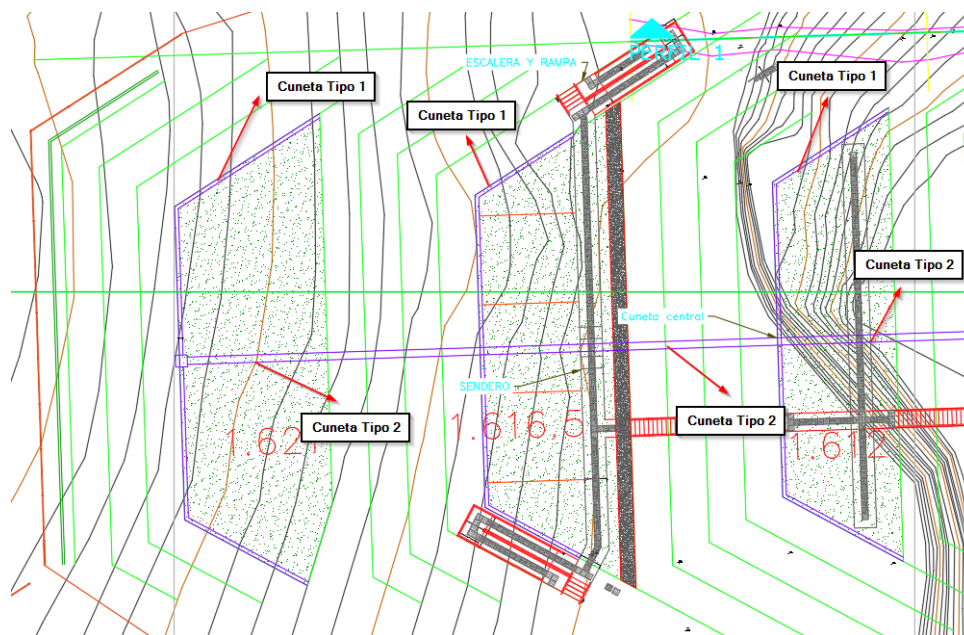 PERFIL 1
ESCALERA Y RAMPA
Cuneta Tipo 1
Cuneta Tipo 1
Cuneta Tipo 1
Cuneta Tipo 2
Cuneta central
SENDERO
Cuneta Tipo 2
Cuneta Tipo 2
1.621
1.616.5
1.612